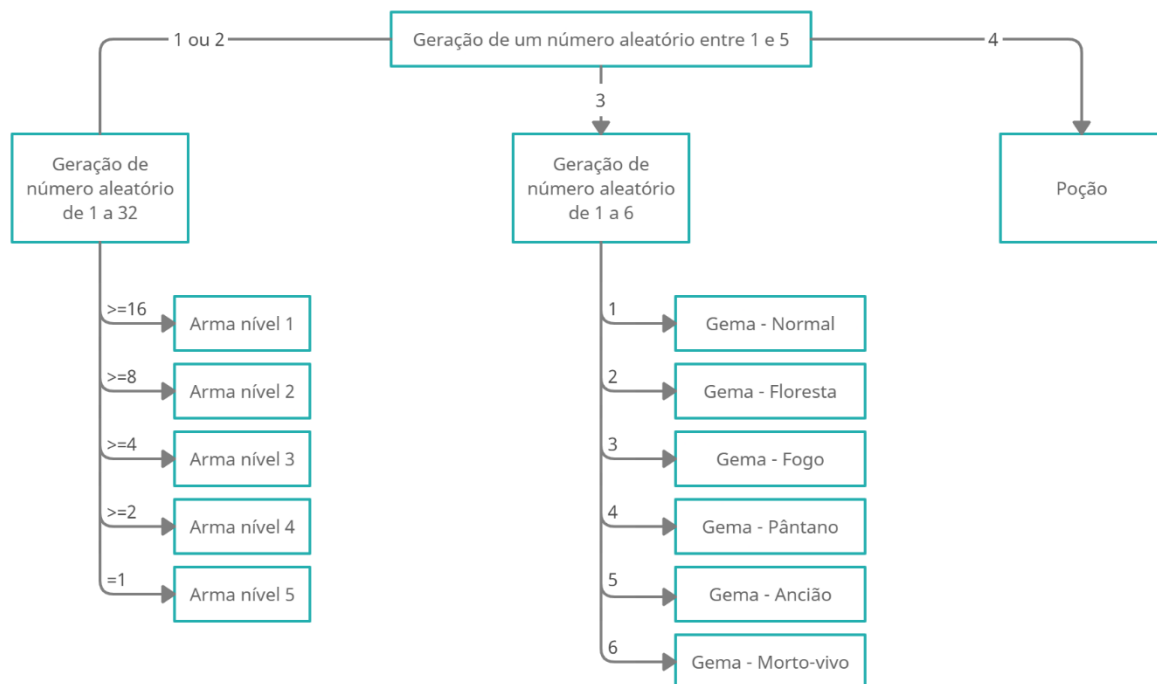 Geração de um número aleatório entre 1 e 5
1 ou 2
3
4
Geração de
número aleatório
de 1 a 32
>=16
Arma nível 1
>=8
Arma nível 2
>=4
Arma nível 3
>=2
Arma nível 4
=1
Arma nível 5
Geração de
número aleatório
de 1 a 6
1
Gema - Normal
2
Gema - Floresta
3
Gema - Fogo
4
Gema - Pântano
5
Gema - Ancião
6
Gema - Morto-vivo
Poção